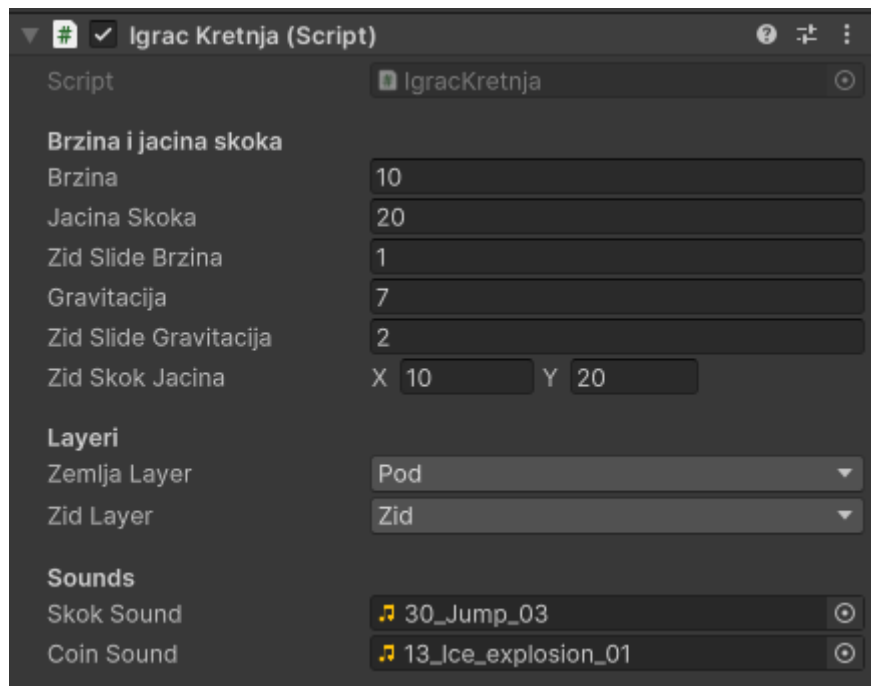 # Igrac Kretnja (Script)
Script # IgracKretnja
Brzina i jacina skoka
Brzina 10
Jacina Skoka 20
Zid Slide Brzina 1
Gravitacija 7
Zid Slide Gravitacija 2
Zid Skok Jacina X 10 Y 20
Layeri
Zemlja Layer Pod
Zid Layer Zid
Sounds
Skok Sound 30_Jump_03
Coin Sound 13_Ice_explosion_01